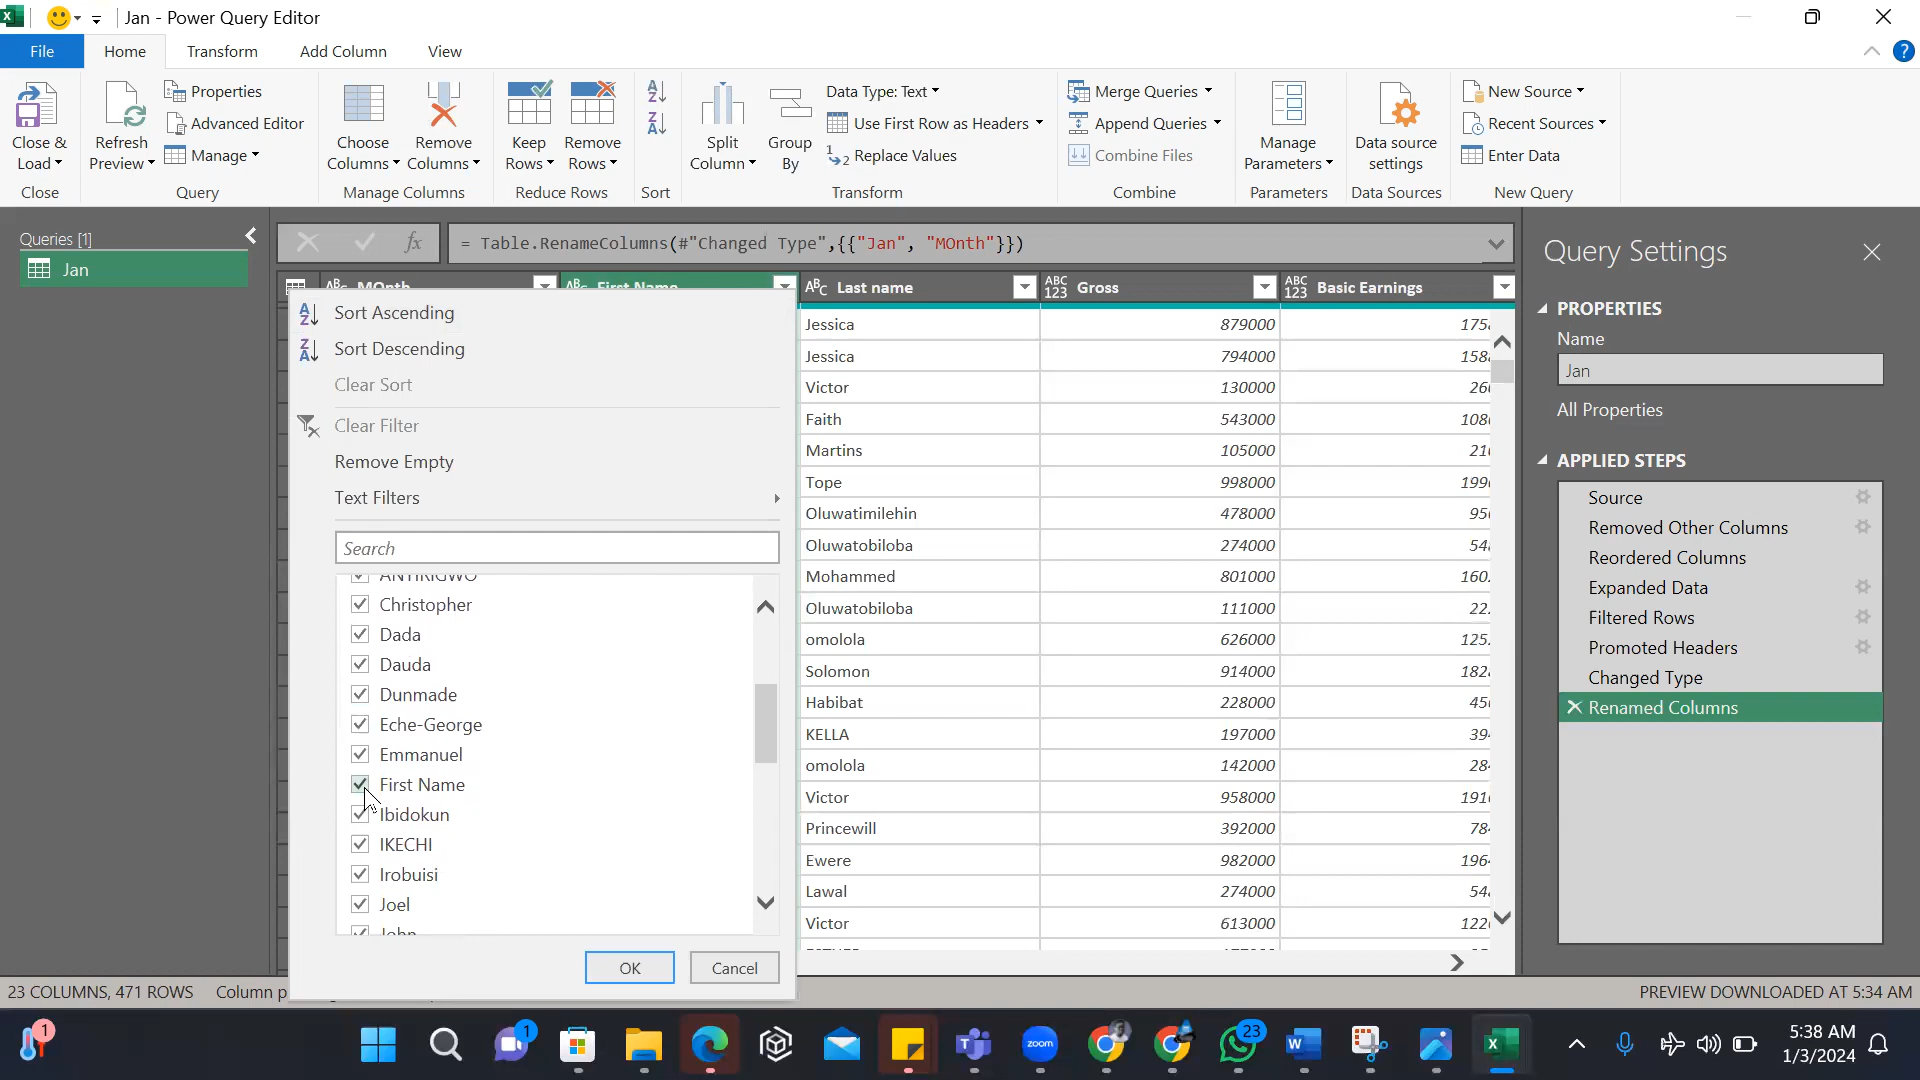 Jan - Power Query Editor
File Home Transform Add Column View
Close & Load
Close
Refresh Preview
Properties
Advanced Editor
Manage
Query
Choose Columns
Remove Columns
Manage Columns
Keep Rows
Remove Rows
Reduce Rows
Sort
Split Column
Group By
Data Type: Text
Use First Row as Headers
Replace Values
Transform
Merge Queries
Append Queries
Combine Files
Combine
Manage Parameters
Parameters
Data source settings
Data Sources
New Source
Recent Sources
Enter Data
New Query
Queries [1]
Jan
fx = Table.RenameColumns(#"Changed Type",{{"Jan", "MOnth"}})
MOnth First Name Last name Gross Basic Earnings
Sort Ascending
Sort Descending
Clear Sort
Clear Filter
Remove Empty
Text Filters
Search
Christopher
Dada
Dauda
Dunmade
Eche-George
Emmanuel
First Name
Ibidokun
IKECHI
Irobuisi
Joel
John
OK Cancel
Jessica 879000
Jessica 794000
Victor 130000
Faith 543000
Martins 105000
Tope 998000
Oluwatimilehin 478000
Oluwatobiloba 274000
Mohammed 801000
Oluwatobiloba 111000
omolola 626000
Solomon 914000
Habibat 228000
KELLA 197000
omolola 142000
Victor 958000
Princewill 392000
Ewere 982000
Lawal 274000
Victor 613000
Query Settings
PROPERTIES
Name
Jan
All Properties
APPLIED STEPS
Source
Removed Other Columns
Reordered Columns
Expanded Data
Filtered Rows
Promoted Headers
Changed Type
Renamed Columns
23 COLUMNS, 471 ROWS Column p
PREVIEW DOWNLOADED AT 5:34 AM
1
1
zoom
23
5:38 AM
1/3/2024